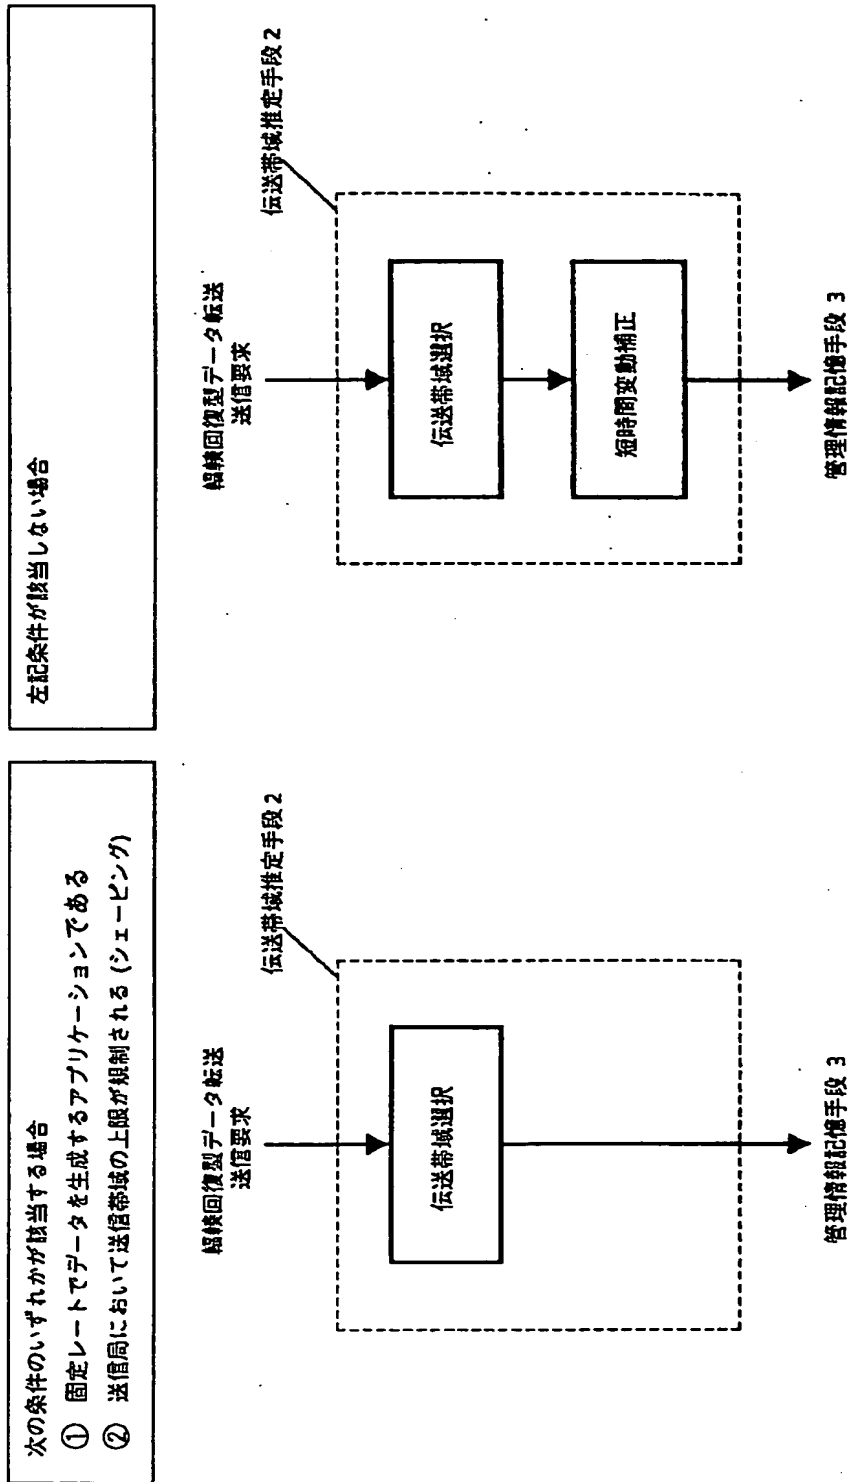 次の条件のいずれかが該当する場合
① 固定レートでデータを生成するアプリケーションである
② 送信局において送信帯域の上限が規制される (シェーピング)
輻輳回復型データ転送
送信要求
伝送帯域推定手段2
伝送帯域選択
管理情報記憶手段 3
左記条件が該当しない場合
輻輳回復型データ転送
送信要求
伝送帯域推定手段2
伝送帯域選択
短時間変動補正
管理情報記憶手段 3